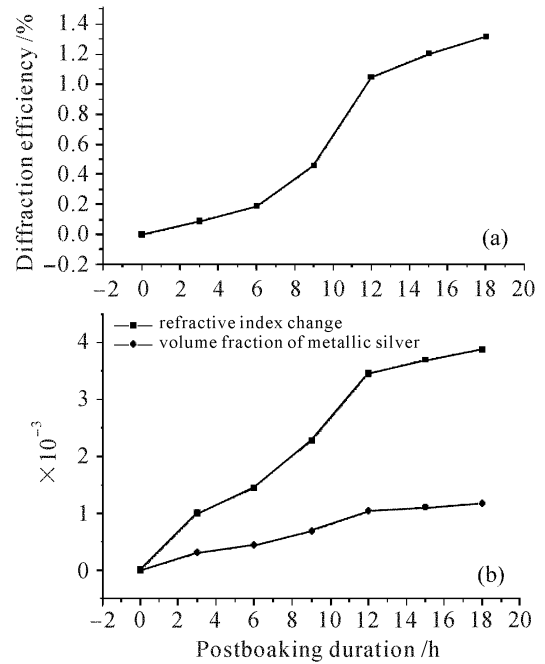 Diffraction efficiency /%
1.4
1.2
1.0
0.8
0.6
0.4
0.2
0.0
−0.2
(a)
−2 0 2 4 6 8 10 12 14 16 18 20
refractive index change
volume fraction of metallic silver
×10−3
4
3
2
1
0
(b)
−2 0 2 4 6 8 10 12 14 16 18 20
Postboaking duration /h